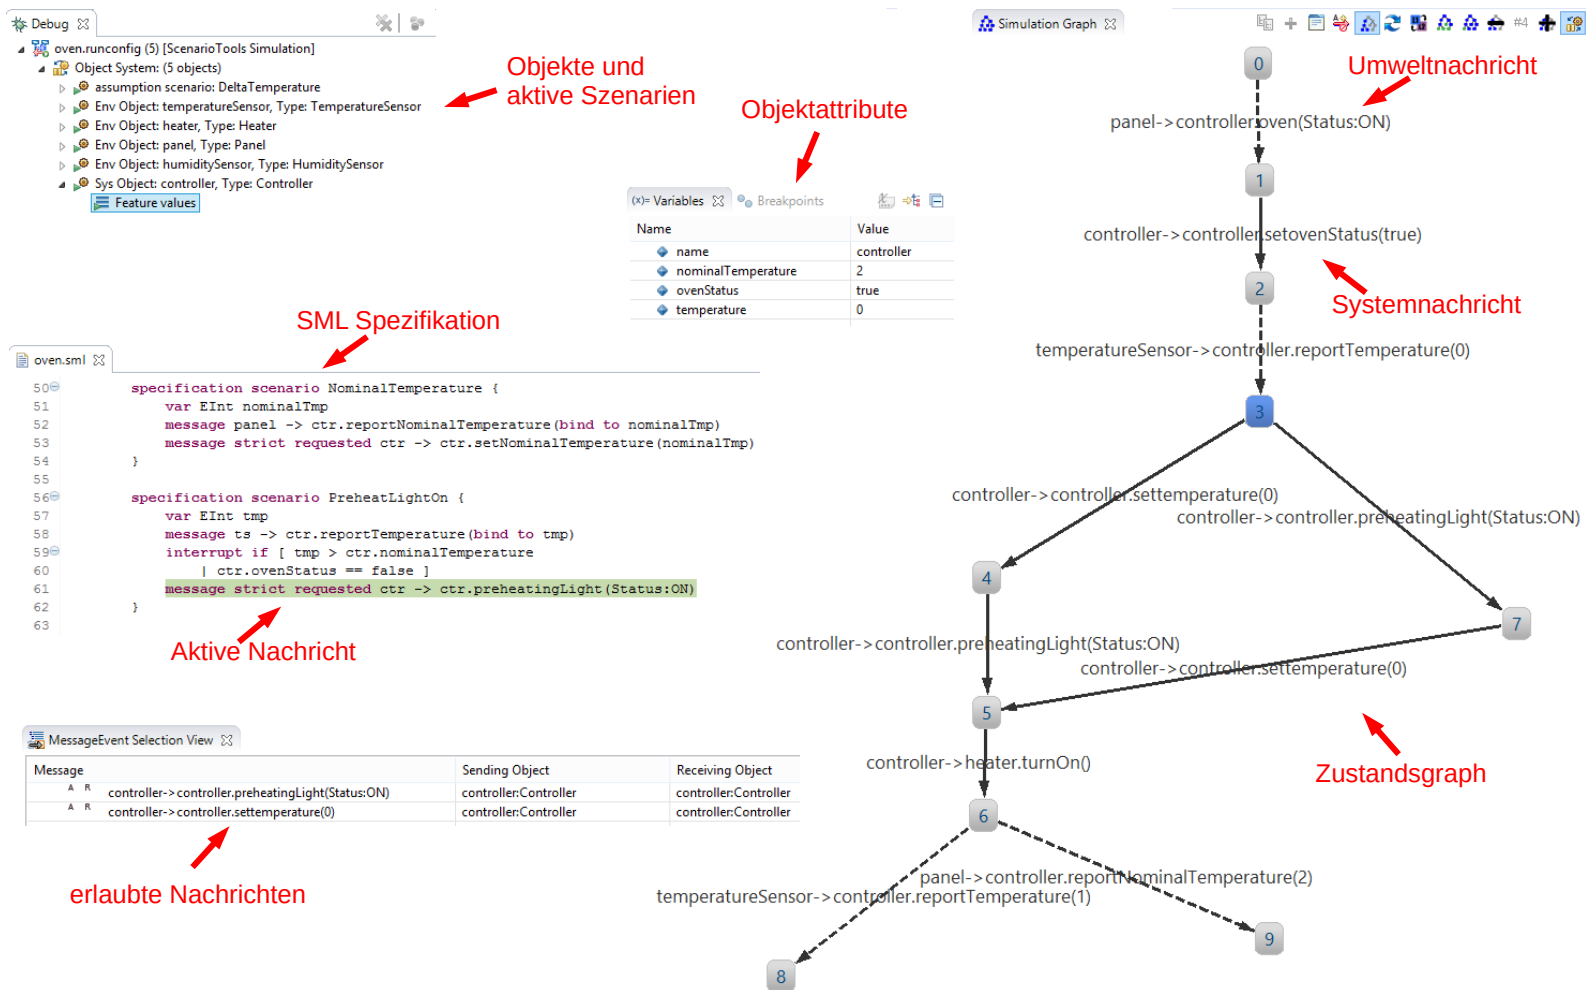 Debug
oven.runconfig (5) [ScenarioTools Simulation]
Object System: (5 objects)
assumption scenario: DeltaTemperature
Env Object: temperatureSensor, Type: TemperatureSensor
Env Object: heater, Type: Heater
Env Object: panel, Type: Panel
Env Object: humiditySensor, Type: HumiditySensor
Sys Object: controller, Type: Controller
Feature values
Objekte und
aktive Szenarien
Objektattribute
(x)= Variables Breakpoints
Name Value
name controller
nominalTemperature 2
ovenStatus true
temperature 0
SML Spezifikation
oven.sml
50 specification scenario NominalTemperature {
51 var EInt nominalTmp
52 message panel -> ctr.reportNominalTemperature(bind to nominalTmp)
53 message strict requested ctr -> ctr.setNominalTemperature(nominalTmp)
54 }
55
56 specification scenario PreheatLightOn {
57 var EInt tmp
58 message ts -> ctr.reportTemperature(bind to tmp)
59 interrupt if [ tmp > ctr.nominalTemperature
60 | ctr.ovenStatus == false ]
61 message strict requested ctr -> ctr.preheatingLight(Status:ON)
62 }
63
Aktive Nachricht
MessageEvent Selection View
Message Sending Object Receiving Object
A R controller->controller.preheatingLight(Status:ON) controller:Controller controller:Controller
A R controller->controller.settemperature(0) controller:Controller controller:Controller
erlaubte Nachrichten
Simulation Graph
#4
0
Umweltnachricht
panel->controller.oven(Status:ON)
1
controller->controller.setovenStatus(true)
2
Systemnachricht
temperatureSensor->controller.reportTemperature(0)
3
controller->controller.settemperature(0)
controller->controller.preheatingLight(Status:ON)
4
7
controller->controller.preheatingLight(Status:ON)
controller->controller.settemperature(0)
5
controller->heater.turnOn()
Zustandsgraph
6
panel->controller.reportNominalTemperature(2)
temperatureSensor->controller.reportTemperature(1)
9
8